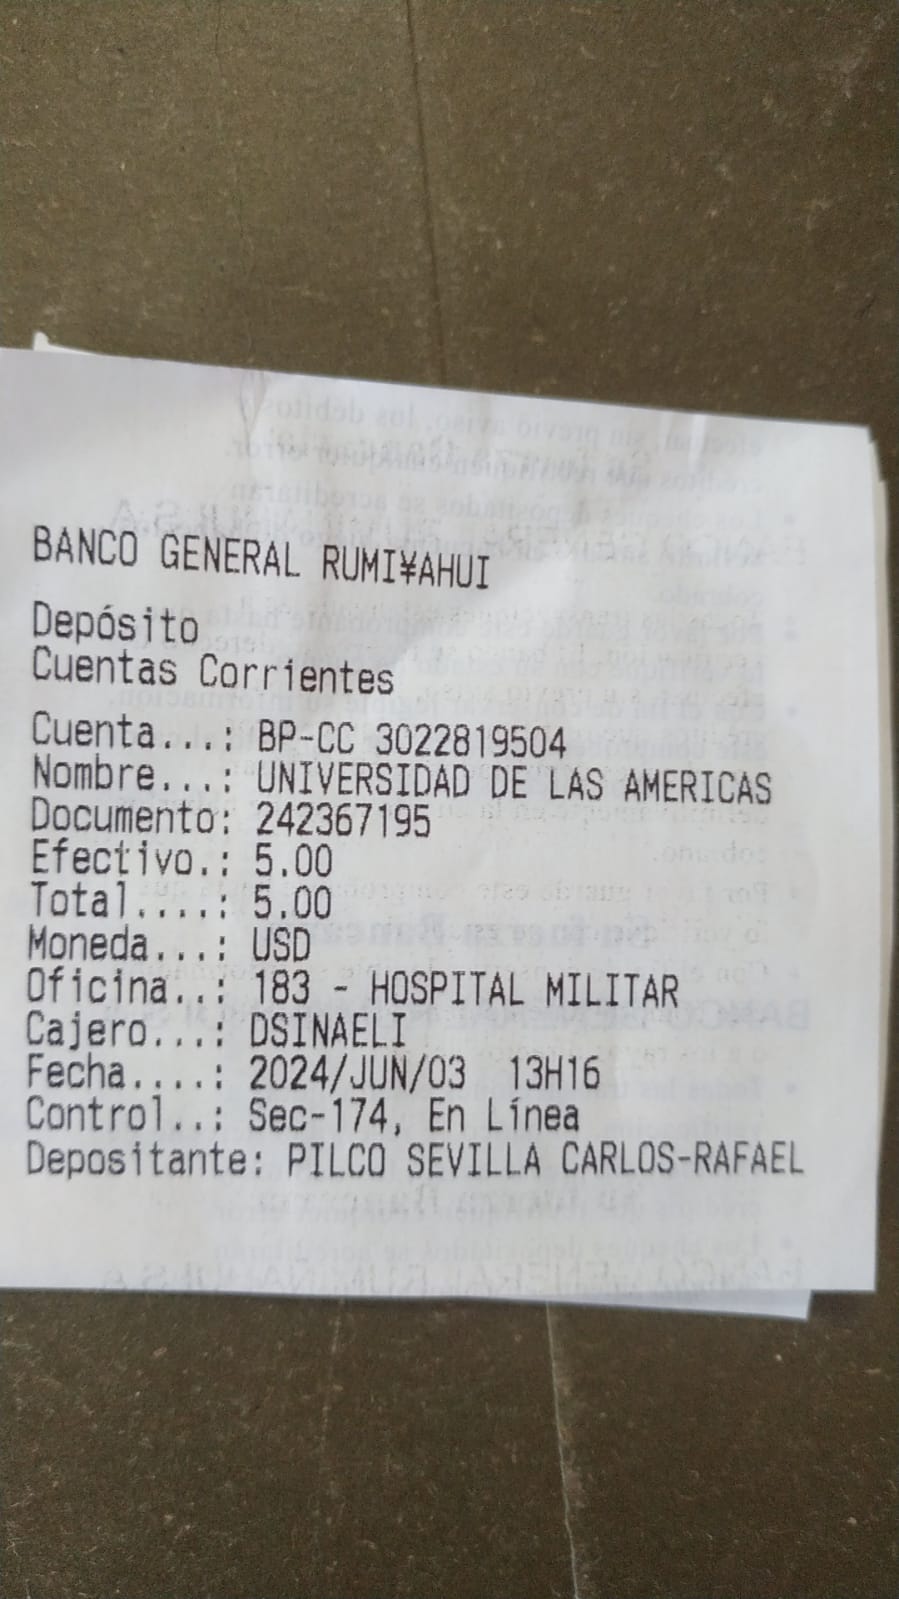 BANCO GENERAL RUMI¥AHUI
Depósito
Cuentas Corrientes
Cuenta...: BP-CC 3022819504
Nombre...: UNIVERSIDAD DE LAS AMERICAS
Documento: 242367195
Efectivo.: 5.00
Total....: 5.00
Moneda...: USD
Oficina..: 183 - HOSPITAL MILITAR
Cajero...: DSINAELI
Fecha....: 2024/JUN/03 13H16
Control..: Sec-174, En Línea
Depositante: PILCO SEVILLA CARLOS-RAFAEL